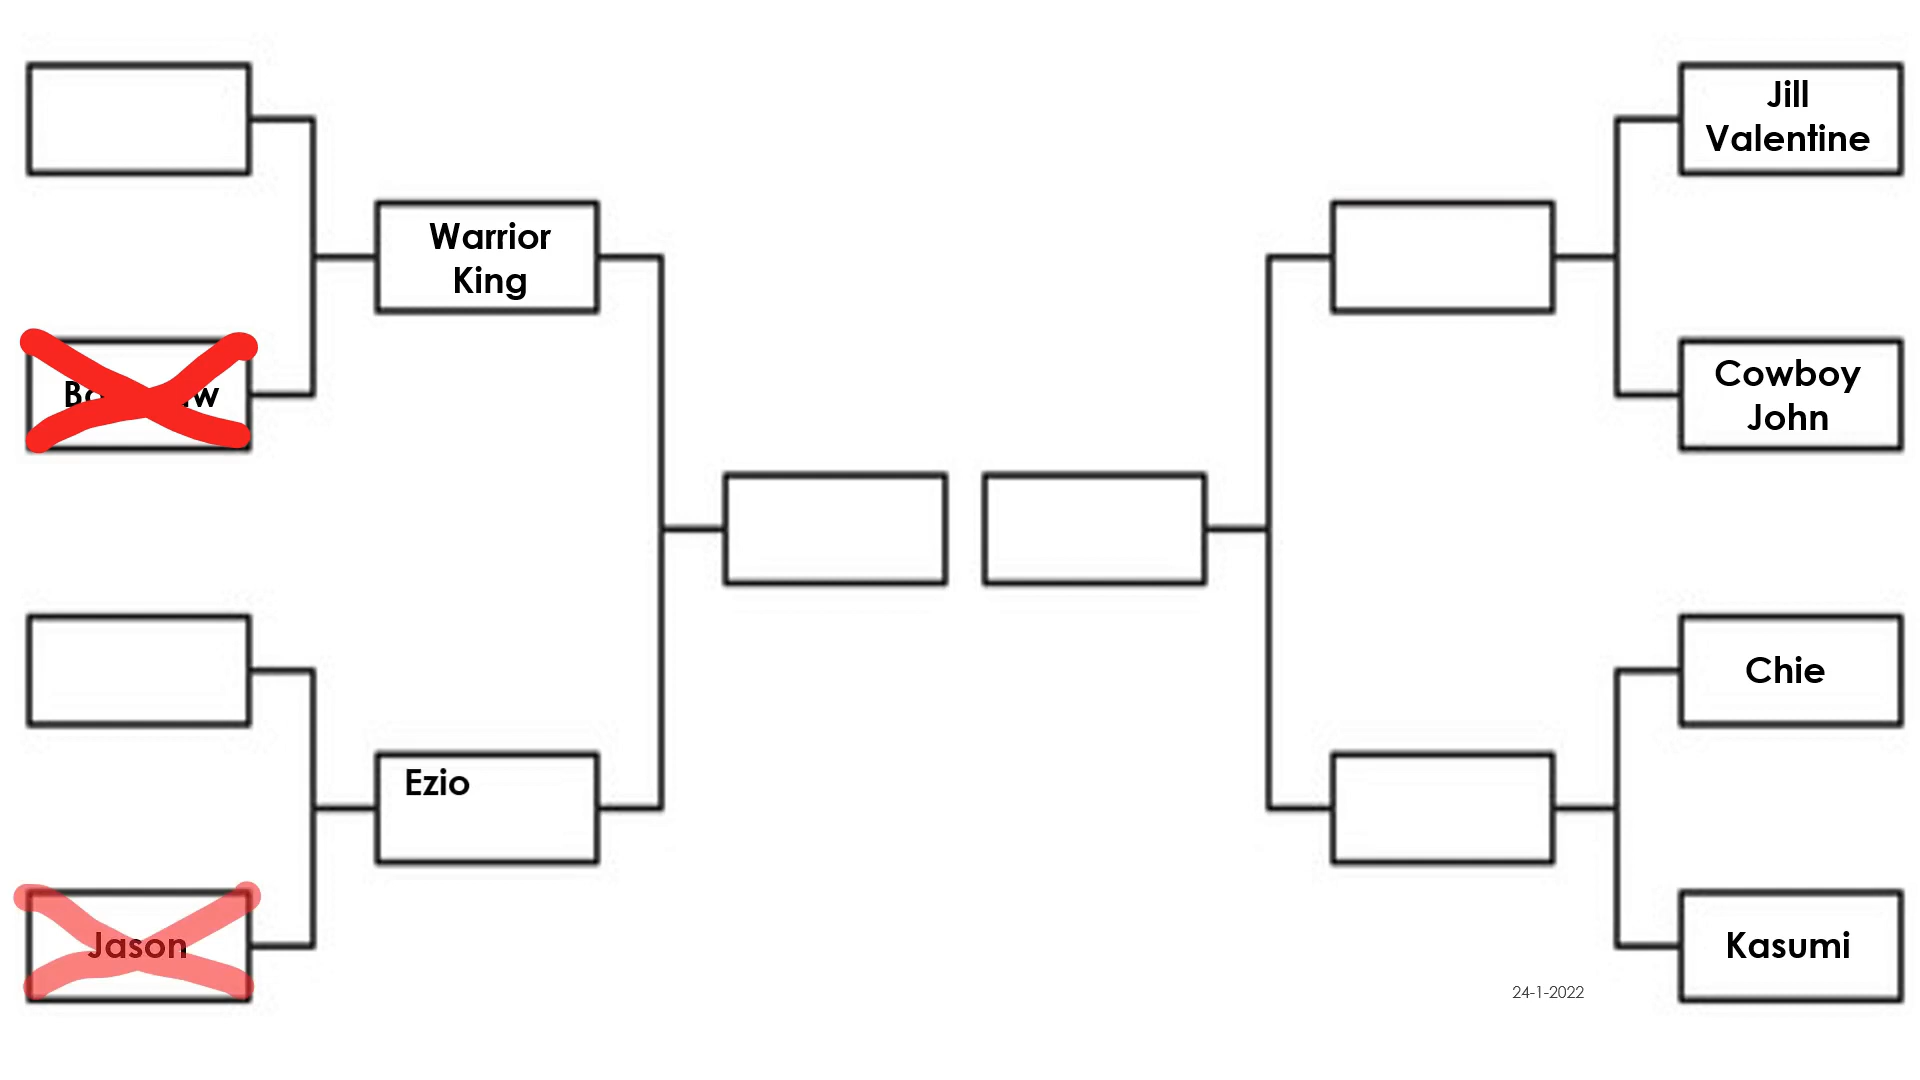 Jill
Valentine
Warrior
King
Cowboy
John
Chie
Ezio
Jason
Kasumi
24-1-2022